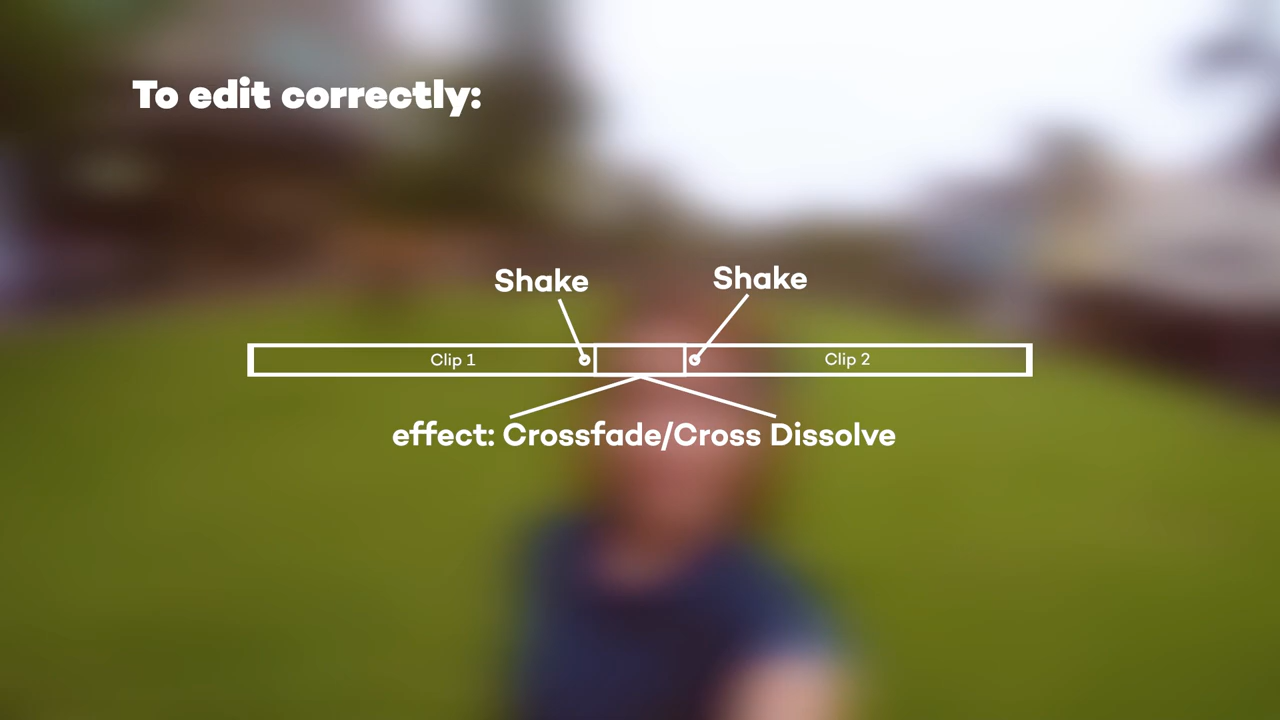 To edit correctly:
Shake
Shake
Clip 1
Clip 2
effect: Crossfade/Cross Dissolve